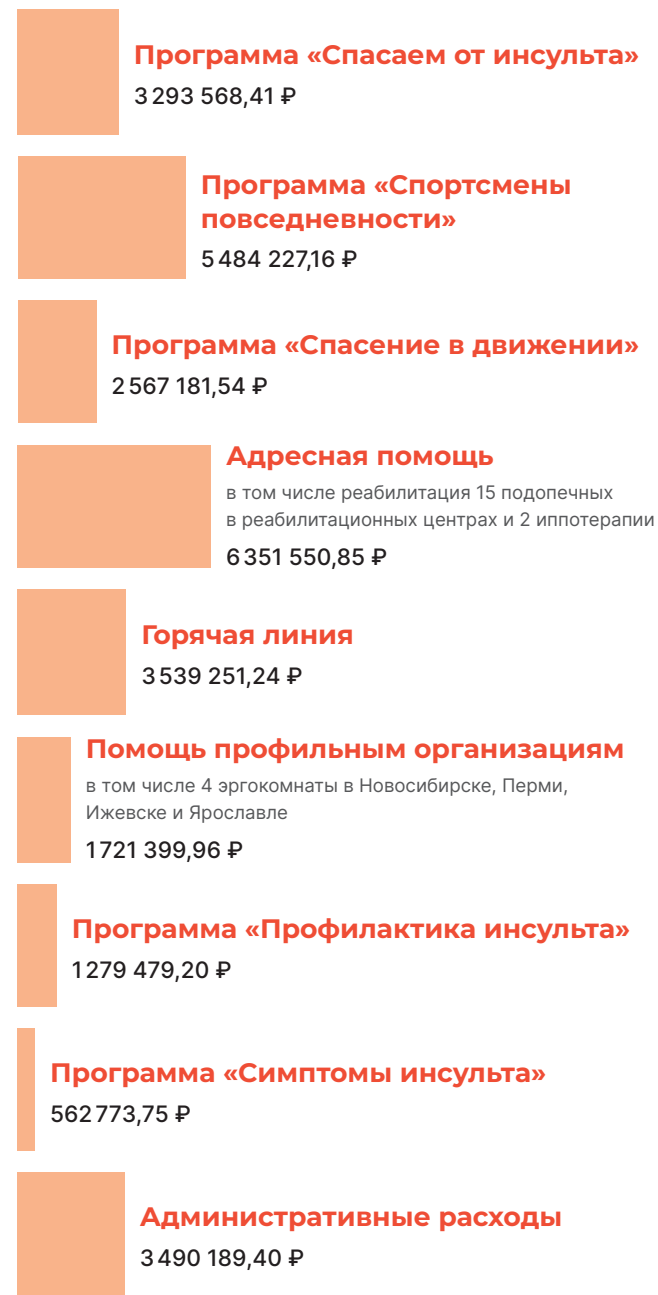 Программа «Спасаем от инсульта»
3 293 568,41 ₽
Программа «Спортсмены
повседневности»
5 484 227,16 ₽
Программа «Спасение в движении»
2 567 181,54 ₽
Адресная помощь
в том числе реабилитация 15 подопечных
в реабилитационных центрах и 2 иппотерапии
6 351 550,85 ₽
Горячая линия
3 539 251,24 ₽
Помощь профильным организациям
в том числе 4 эргокомнаты в Новосибирске, Перми,
Ижевске и Ярославле
1 721 399,96 ₽
Программа «Профилактика инсульта»
1 279 479,20 ₽
Программа «Симптомы инсульта»
562 773,75 ₽
Административные расходы
3 490 189,40 ₽